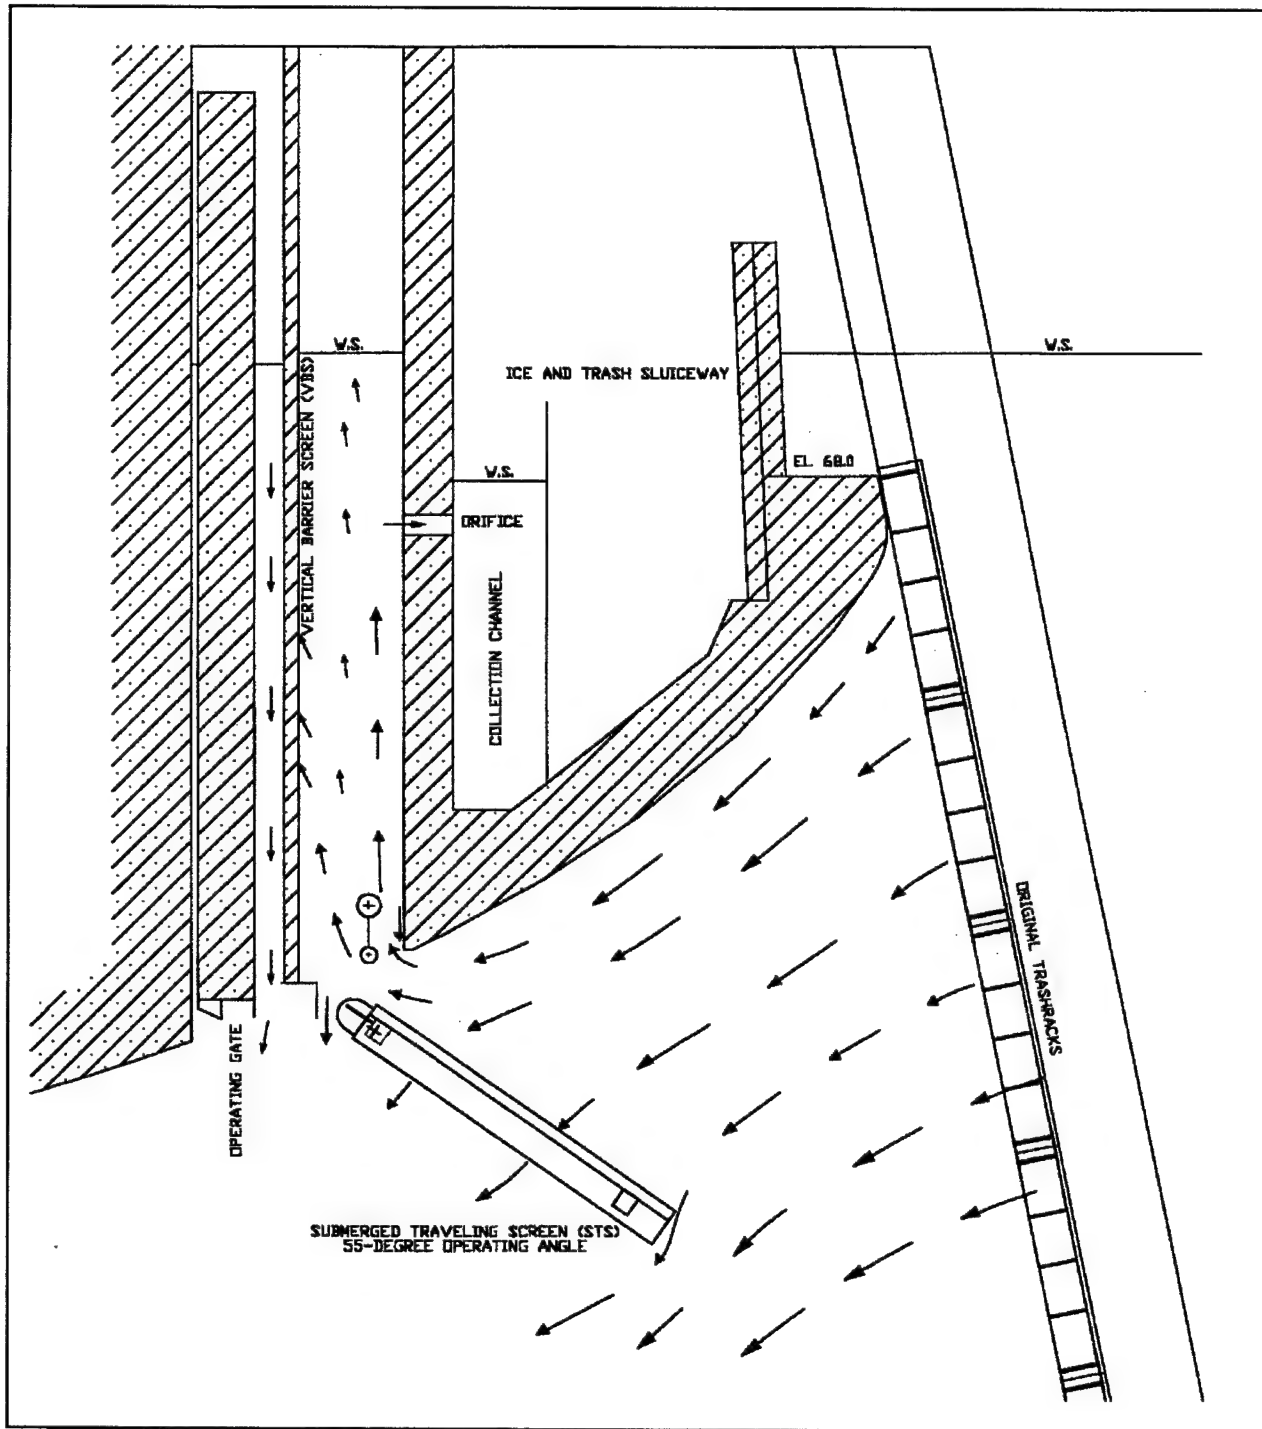 W.S.
W.S.
VERTICAL BARRIER SCREEN (VBS)
ICE AND TRASH SLUICEWAY
W.S.
EL 68.0
ORIFICE
COLLECTION CHANNEL
ORIGINAL TRASHRACKS
OPERATING GATE
SUBMERGED TRAVELING SCREEN (STS)
55-DEGREE OPERATING ANGLE